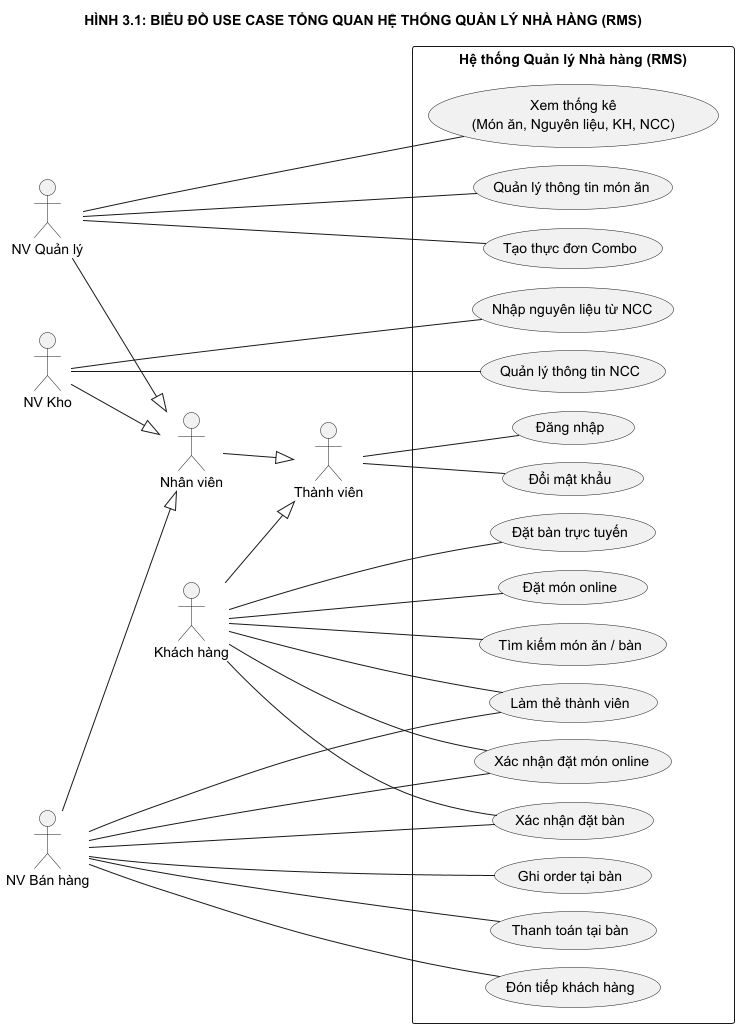 HÌNH 3.1: BIỂU ĐỒ USE CASE TỔNG QUAN HỆ THỐNG QUẢN LÝ NHÀ HÀNG (RMS)
Hệ thống Quản lý Nhà hàng (RMS)
Xem thống kê
(Món ăn, Nguyên liệu, KH, NCC)
Quản lý thông tin món ăn
NV Quản lý
Tạo thực đơn Combo
Nhập nguyên liệu từ NCC
Quản lý thông tin NCC
NV Kho
Đăng nhập
Nhân viên
Đổi mật khẩu
Thành viên
Đặt bàn trực tuyến
Đặt món online
Tìm kiếm món ăn / bàn
Khách hàng
Làm thẻ thành viên
Xác nhận đặt món online
Xác nhận đặt bàn
Ghi order tại bàn
NV Bán hàng
Thanh toán tại bàn
Đón tiếp khách hàng